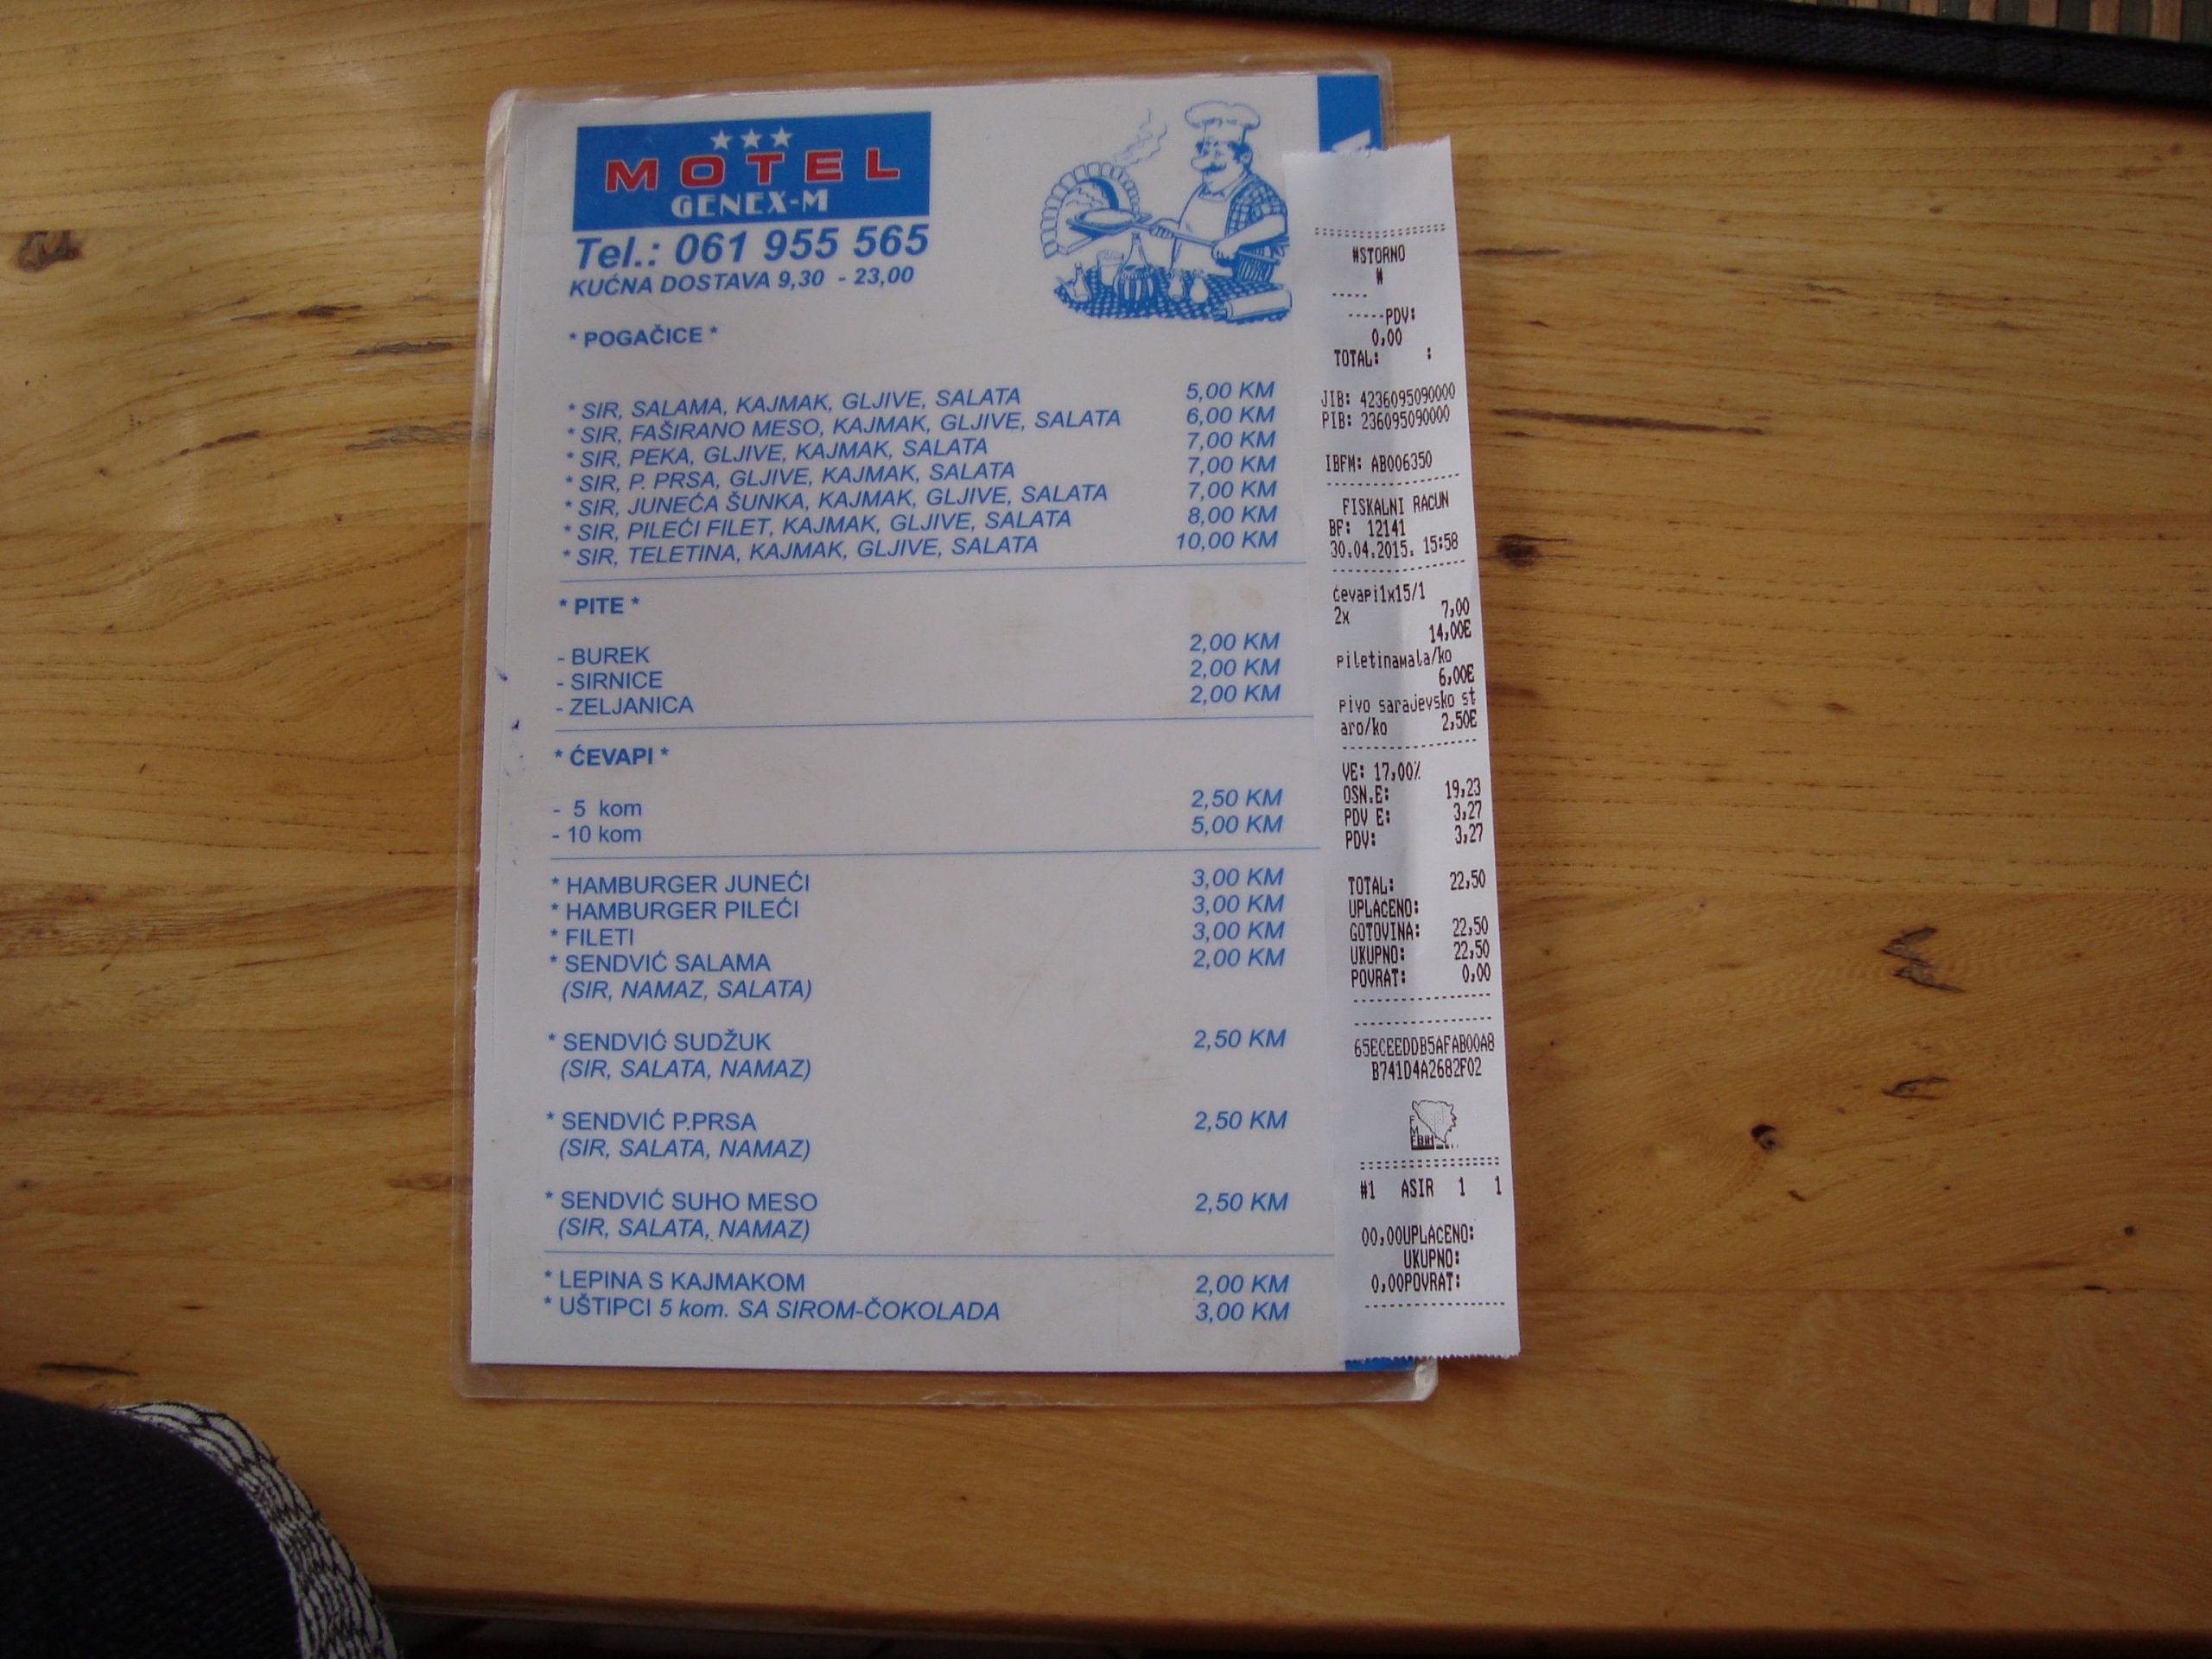 MOTEL
GENEX-M
Tel.: 061 955 565
KUĆNA DOSTAVA 9,30 - 23,00
* POGAČICE *
* SIR, SALAMA, KAJMAK, GLJIVE, SALATA 5,00 KM
* SIR, FAŠIRANO MESO, KAJMAK, GLJIVE, SALATA 6,00 KM
* SIR, PEKA, GLJIVE, KAJMAK, SALATA 7,00 KM
* SIR, P. PRSA, GLJIVE, KAJMAK, SALATA 7,00 KM
* SIR, JUNEĆA ŠUNKA, KAJMAK, GLJIVE, SALATA 7,00 KM
* SIR, PILEĆI FILET, KAJMAK, GLJIVE, SALATA 8,00 KM
* SIR, TELETINA, KAJMAK, GLJIVE, SALATA 10,00 KM
* PITE *
- BUREK 2,00 KM
- SIRNICE 2,00 KM
- ZELJANICA 2,00 KM
* ĆEVAPI *
- 5 kom 2,50 KM
- 10 kom 5,00 KM
* HAMBURGER JUNEĆI 3,00 KM
* HAMBURGER PILEĆI 3,00 KM
* FILETI 3,00 KM
* SENDVIĆ SALAMA 2,00 KM
(SIR, NAMAZ, SALATA)
* SENDVIĆ SUDŽUK 2,50 KM
(SIR, SALATA, NAMAZ)
* SENDVIĆ P.PRSA 2,50 KM
(SIR, SALATA, NAMAZ)
* SENDVIĆ SUHO MESO 2,50 KM
(SIR, SALATA, NAMAZ)
* LEPINA S KAJMAKOM 2,00 KM
* UŠTIPCI 5 kom. SA SIROM-ČOKOLADA 3,00 KM
#STORNO
#
-----
-----PDV:
0,00
TOTAL: :
JIB: 4236095090000
PIB: 236095090000
IBFM: AB006350
FISKALNI RACUN
BF: 12141
30.04.2015. 15:58
ćevapi1x15/1
2x 7,00
14,00E
piletinamala/ko
6,00E
pivo sarajevsko st
aro/ko 2,50E
VE: 17,00%
OSN.E: 19,23
PDV E: 3,27
PDV: 3,27
TOTAL: 22,50
UPLAĆENO:
GOTOVINA: 22,50
UKUPNO: 22,50
POVRAT: 0,00
65ECEEDDB5AFAB00A8
B741D4A2682F02
#1 ASIR 1 1
00,00UPLAĆENO:
UKUPNO:
0,00POVRAT: